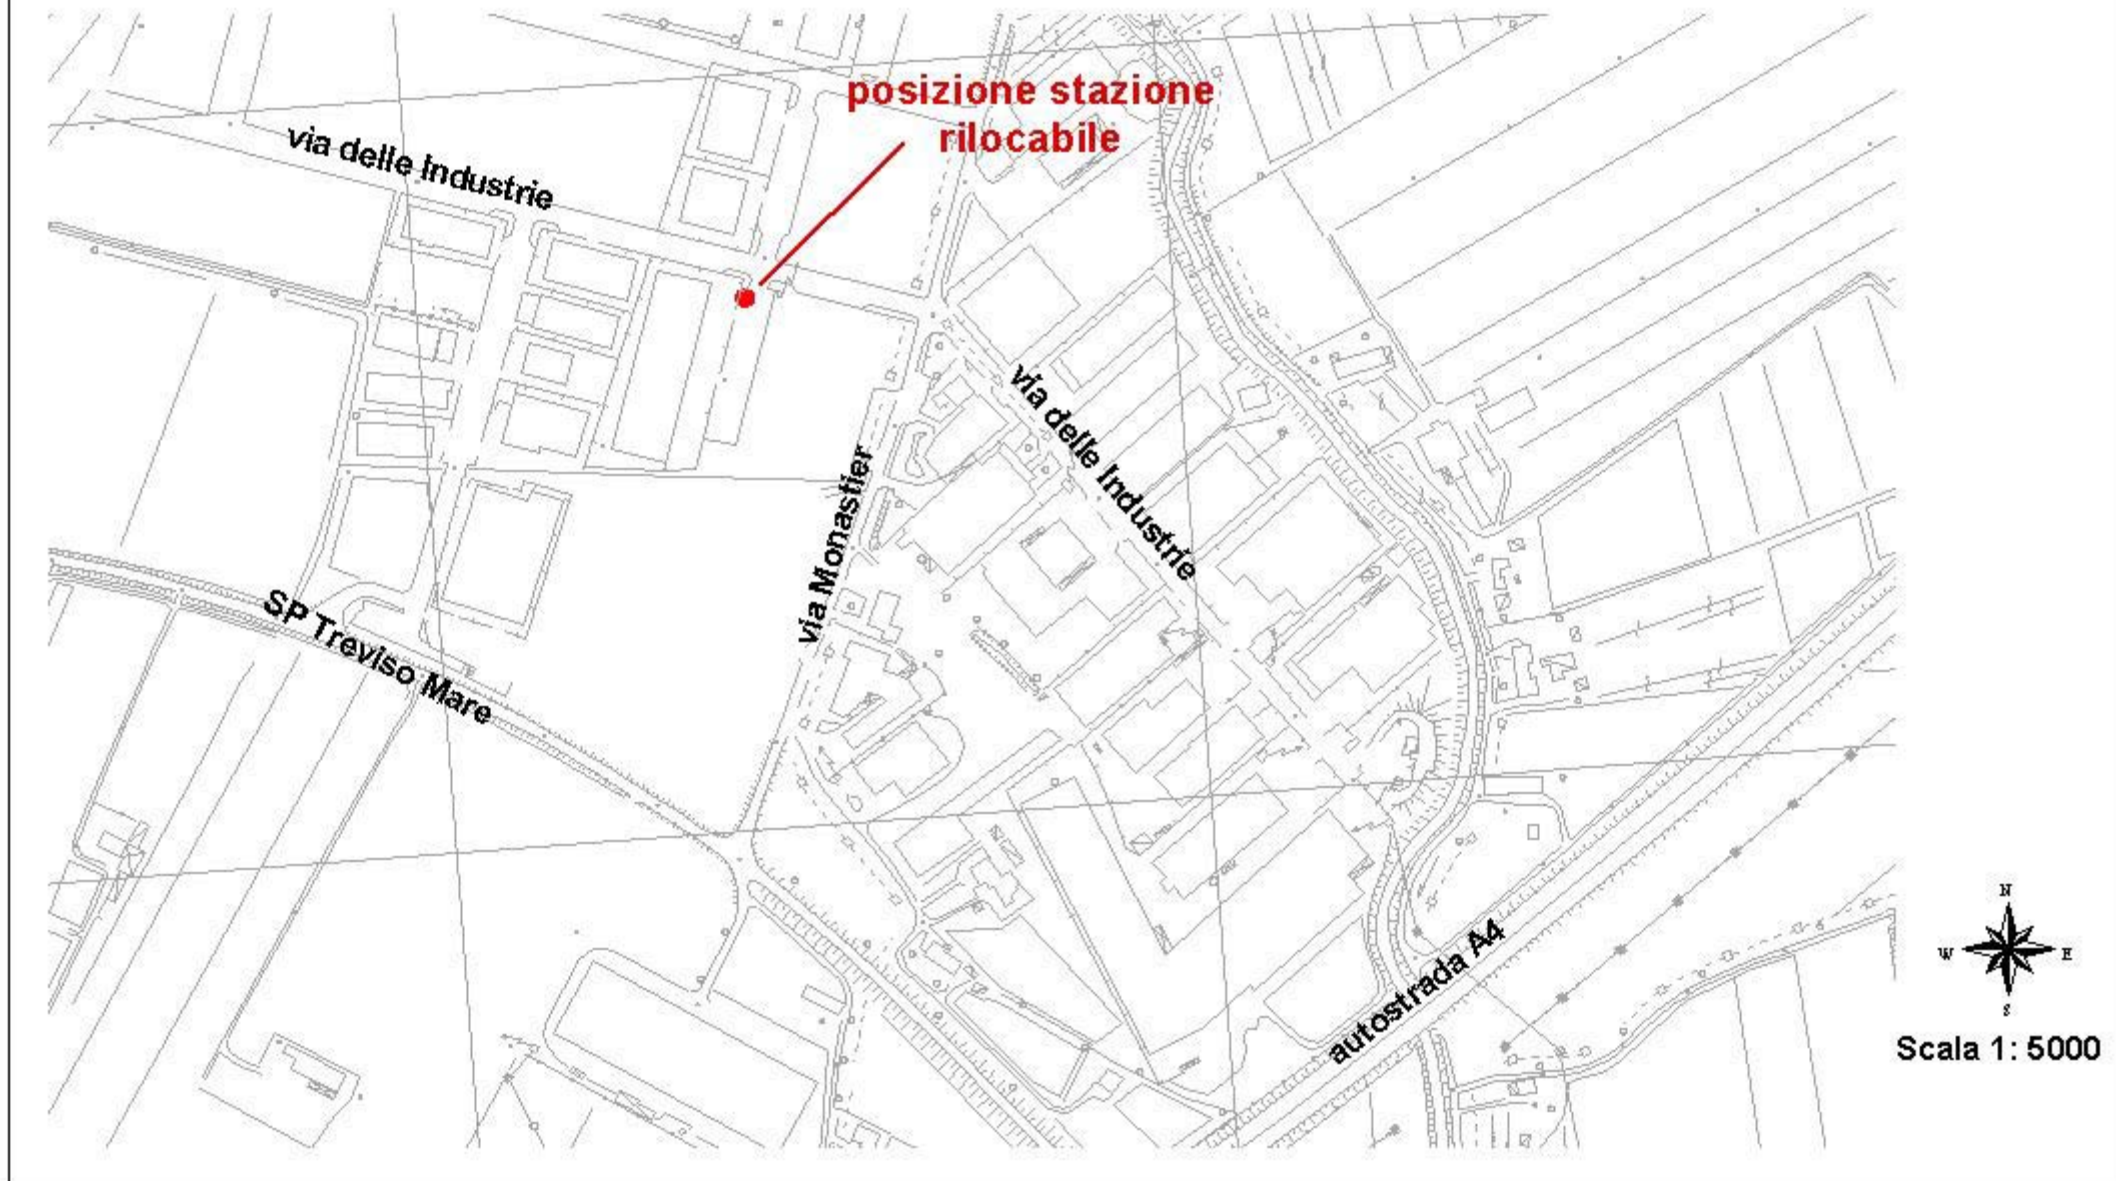 posizione stazione
rilocabile
via delle Industrie
via delle Industrie
via Monastier
SP Treviso Mare
autostrada A4
N
W E
S
Scala 1: 5000